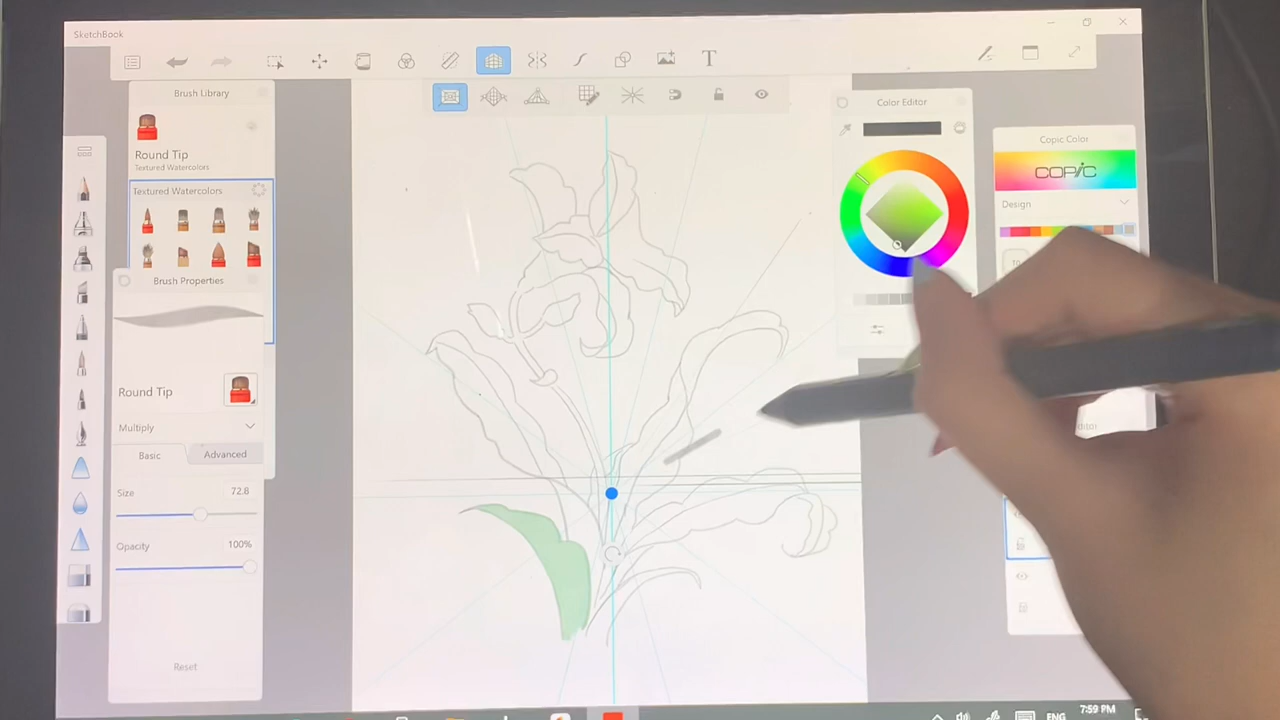 SketchBook
T
Brush Library
Round Tip
Textured Watercolors
Textured Watercolors
Brush Properties
Round Tip
Multiply
Basic
Advanced
Size
72.8
Opacity
100%
Reset
Color Editor
Copic Color
COPIC
Design
ENG
7:59 PM